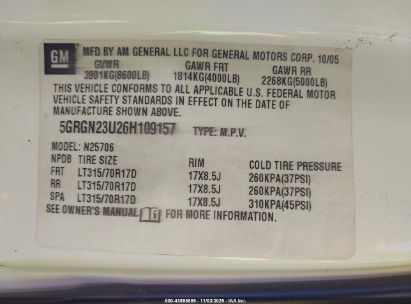 GM MFD BY AM GENERAL LLC FOR GENERAL MOTORS CORP. 10/05
GVWR GAWR FRT GAWR RR
3901KG(8600LB) 1814KG(4000LB) 2268KG(5000LB)
THIS VEHICLE CONFORMS TO ALL APPLICABLE U.S. FEDERAL MOTOR
VEHICLE SAFETY STANDARDS IN EFFECT ON THE DATE OF
MANUFACTURE SHOWN ABOVE.
5GRGN23U26H109157 TYPE: M.P.V.
MODEL: N25706
NPDB TIRE SIZE RIM COLD TIRE PRESSURE
FRT LT315/70R17D 17X8.5J 260KPA(37PSI)
RR LT315/70R17D 17X8.5J 260KPA(37PSI)
SPA LT315/70R17D 17X8.5J 310KPA(45PSI)
SEE OWNER'S MANUAL FOR MORE INFORMATION.